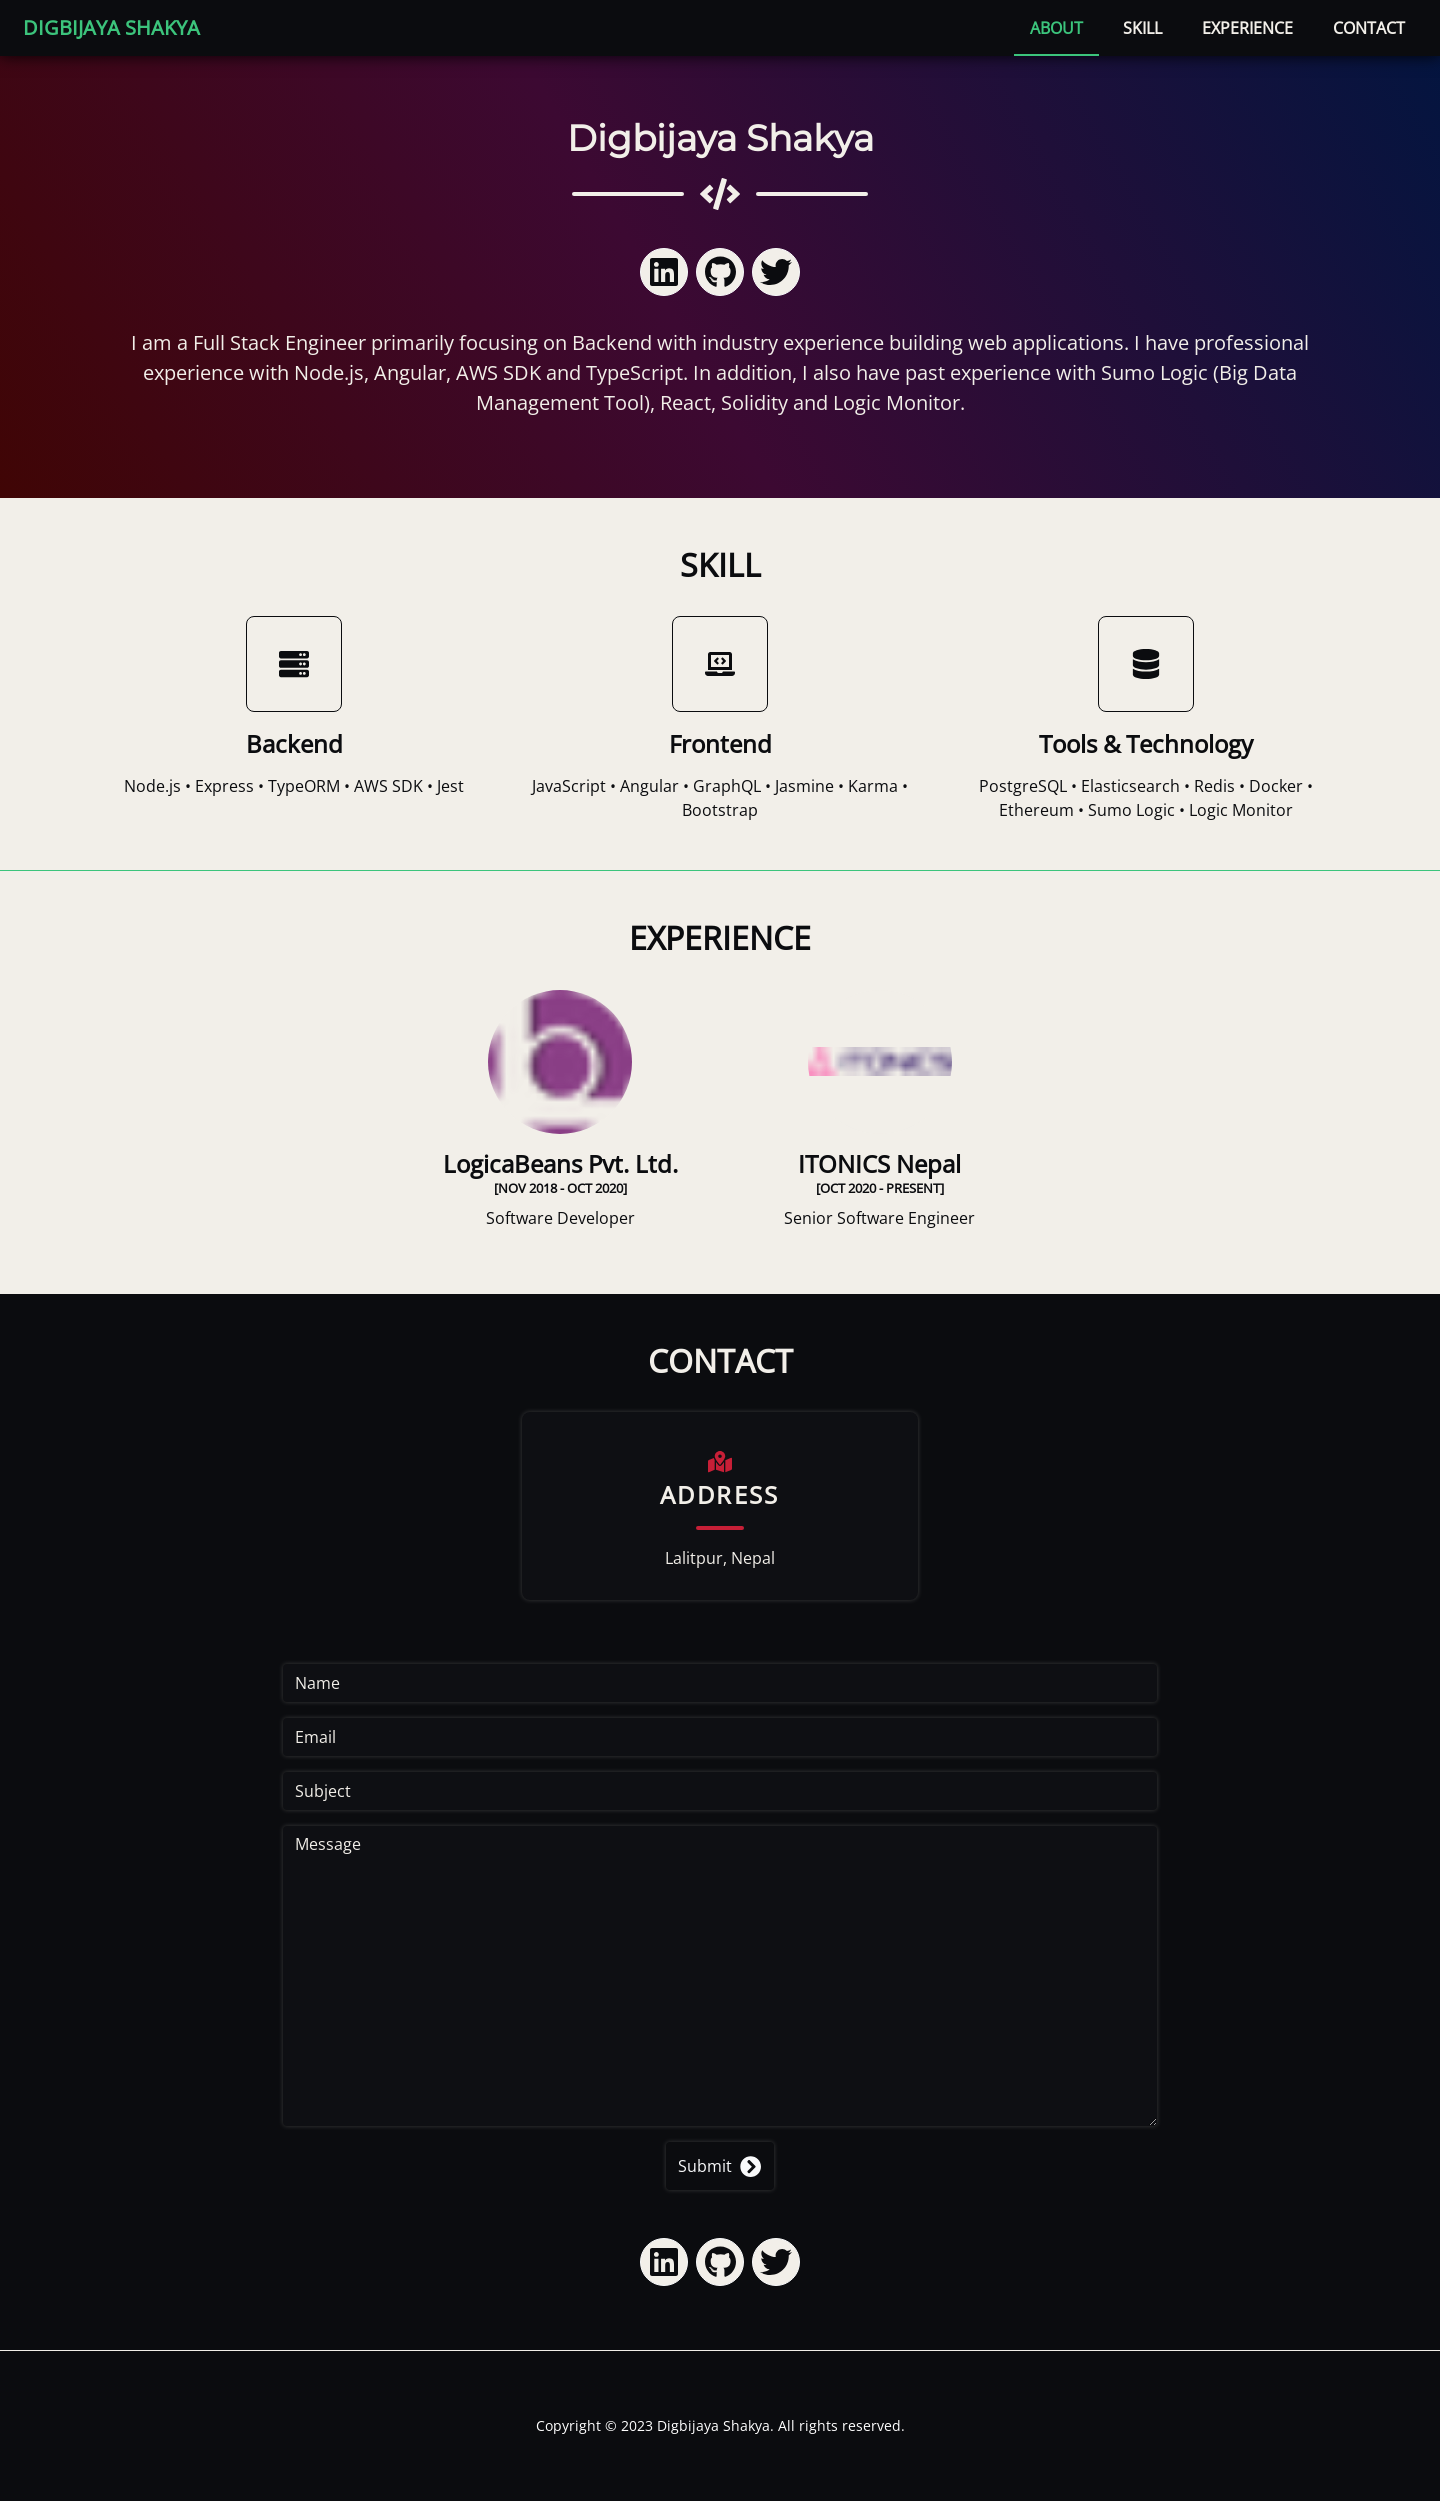 DIGBIJAYA SHAKYA
ABOUT SKILL EXPERIENCE CONTACT
Digbijaya Shakya
I am a Full Stack Engineer primarily focusing on Backend with industry experience building web applications. I have professional
experience with Node.js, Angular, AWS SDK and TypeScript. In addition, I also have past experience with Sumo Logic (Big Data
Management Tool), React, Solidity and Logic Monitor.
SKILL
Backend
Node.js • Express • TypeORM • AWS SDK • Jest
Frontend
JavaScript • Angular • GraphQL • Jasmine • Karma •
Bootstrap
Tools & Technology
PostgreSQL • Elasticsearch • Redis • Docker •
Ethereum • Sumo Logic • Logic Monitor
EXPERIENCE
LogicaBeans Pvt. Ltd.
[NOV 2018 - OCT 2020]
Software Developer
ITONICS
ITONICS Nepal
[OCT 2020 - PRESENT]
Senior Software Engineer
CONTACT
ADDRESS
Lalitpur, Nepal
Name
Email
Subject
Message
Submit
Copyright © 2023 Digbijaya Shakya. All rights reserved.